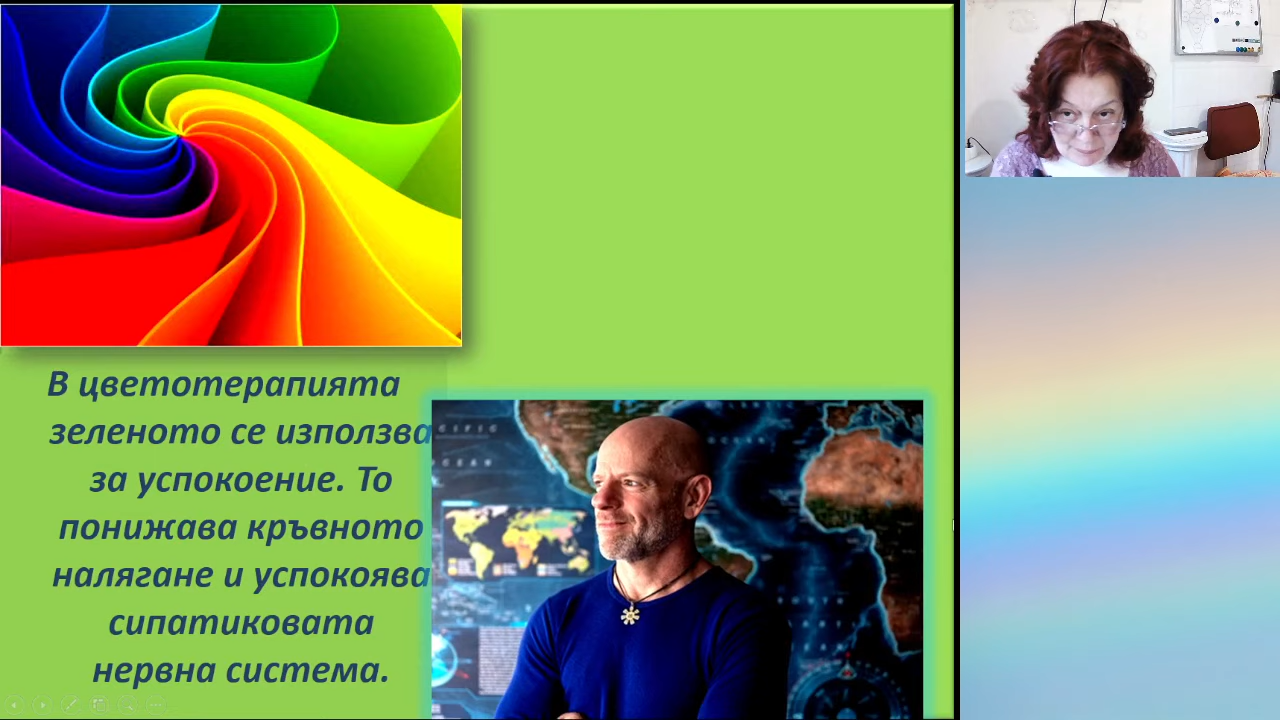 В цветотерапията
зеленото се използва
за успокоение. То
понижава кръвното
налягане и успокоява
сипатиковата
нервна система.